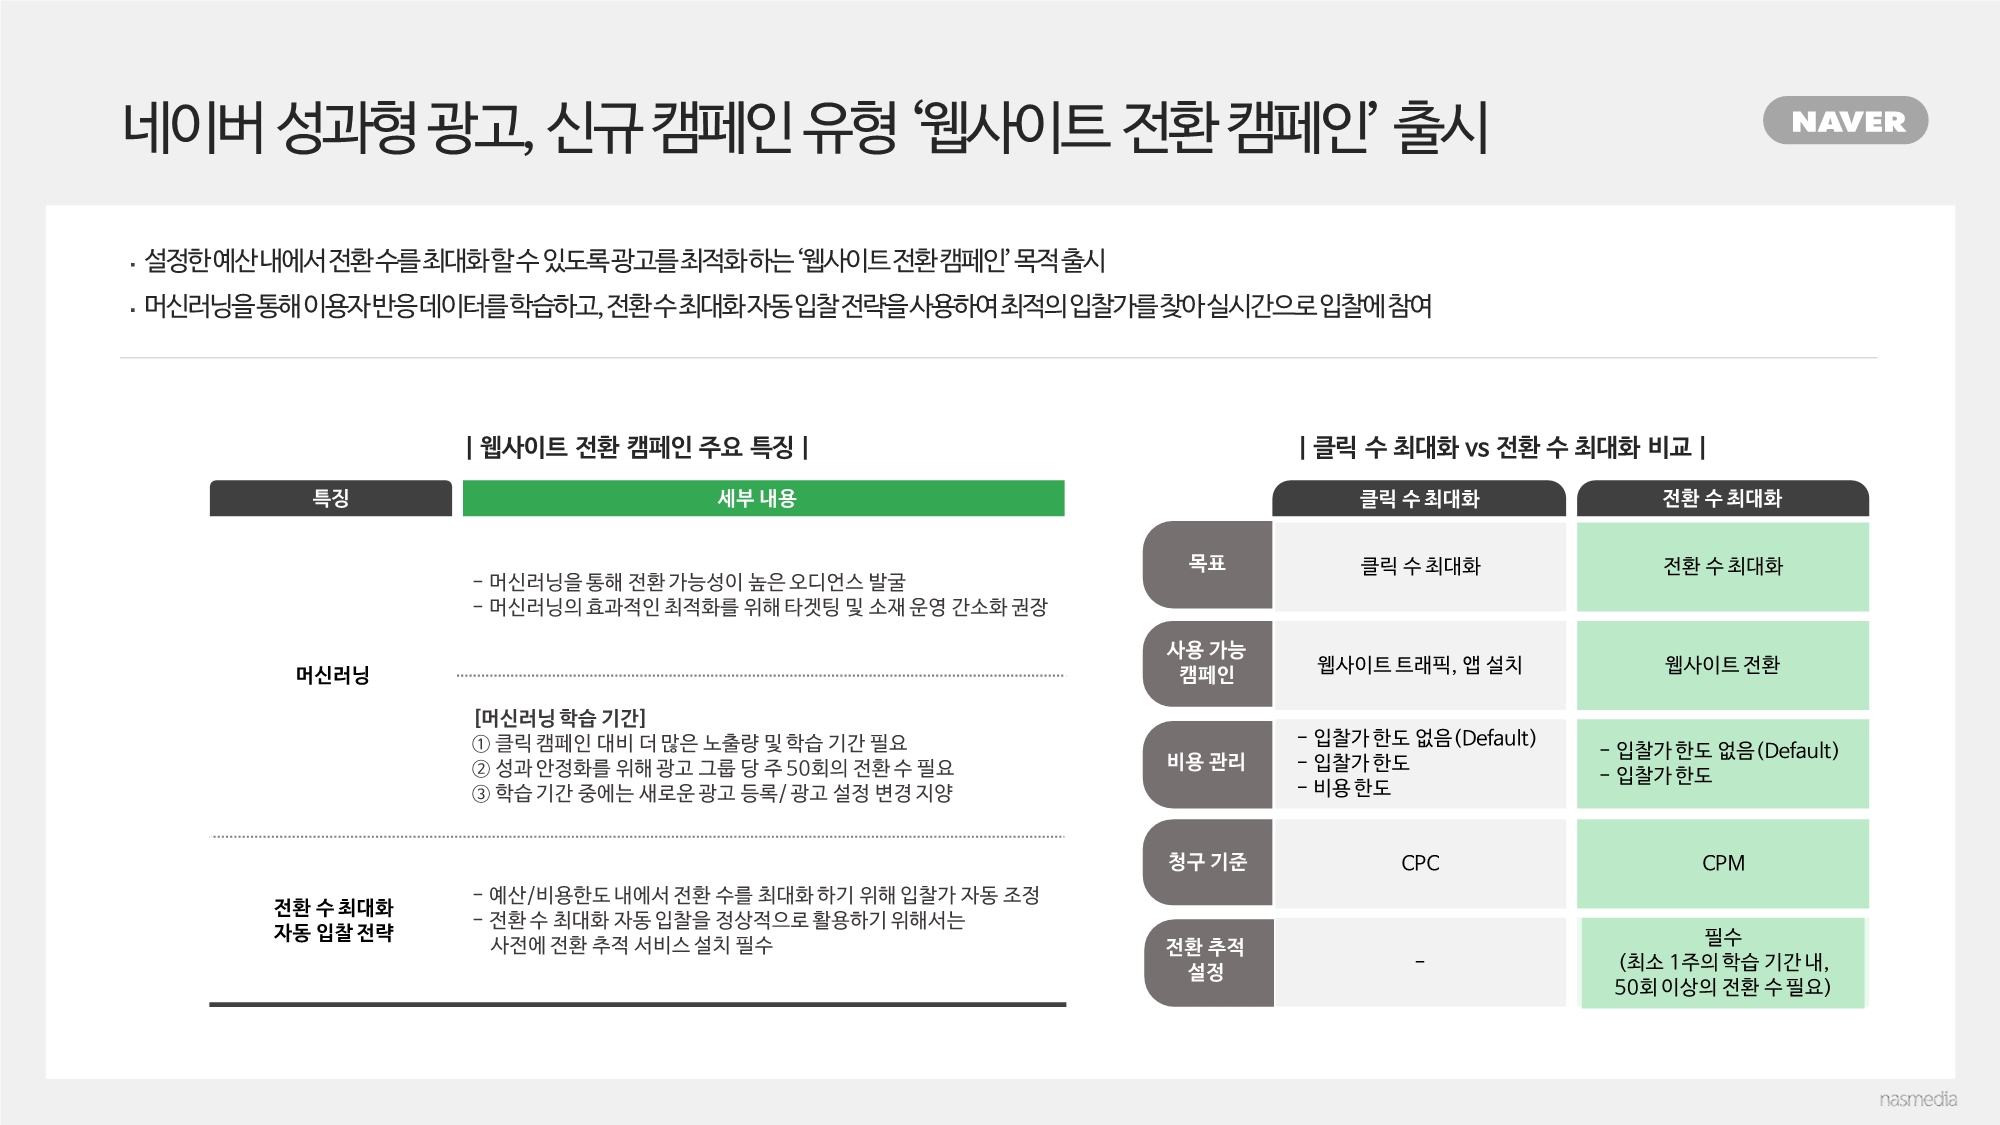 네이버 성과형 광고, 신규 캠페인 유형 ‘웹사이트 전환 캠페인’ 출시
NAVER
· 설정한 예산 내에서 전환 수를 최대화 할 수 있도록 광고를 최적화 하는 ‘웹사이트 전환 캠페인’ 목적 출시
· 머신러닝을 통해 이용자 반응 데이터를 학습하고, 전환 수 최대화 자동 입찰 전략을 사용하여 최적의 입찰가를 찾아 실시간으로 입찰에 참여
| 웹사이트 전환 캠페인 주요 특징 |
특징
세부 내용
머신러닝
- 머신러닝을 통해 전환 가능성이 높은 오디언스 발굴
- 머신러닝의 효과적인 최적화를 위해 타겟팅 및 소재 운영 간소화 권장
[머신러닝 학습 기간]
① 클릭 캠페인 대비 더 많은 노출량 및 학습 기간 필요
② 성과 안정화를 위해 광고 그룹 당 주 50회의 전환 수 필요
③ 학습 기간 중에는 새로운 광고 등록/ 광고 설정 변경 지양
전환 수 최대화
자동 입찰 전략
- 예산/비용한도 내에서 전환 수를 최대화 하기 위해 입찰가 자동 조정
- 전환 수 최대화 자동 입찰을 정상적으로 활용하기 위해서는
사전에 전환 추적 서비스 설치 필수
| 클릭 수 최대화 vs 전환 수 최대화 비교 |
클릭 수 최대화
전환 수 최대화
목표
클릭 수 최대화
전환 수 최대화
사용 가능
캠페인
웹사이트 트래픽, 앱 설치
웹사이트 전환
비용 관리
- 입찰가 한도 없음(Default)
- 입찰가 한도
- 비용 한도
- 입찰가 한도 없음(Default)
- 입찰가 한도
청구 기준
CPC
CPM
전환 추적
설정
-
필수
(최소 1주의 학습 기간 내,
50회 이상의 전환 수 필요)
nasmedia